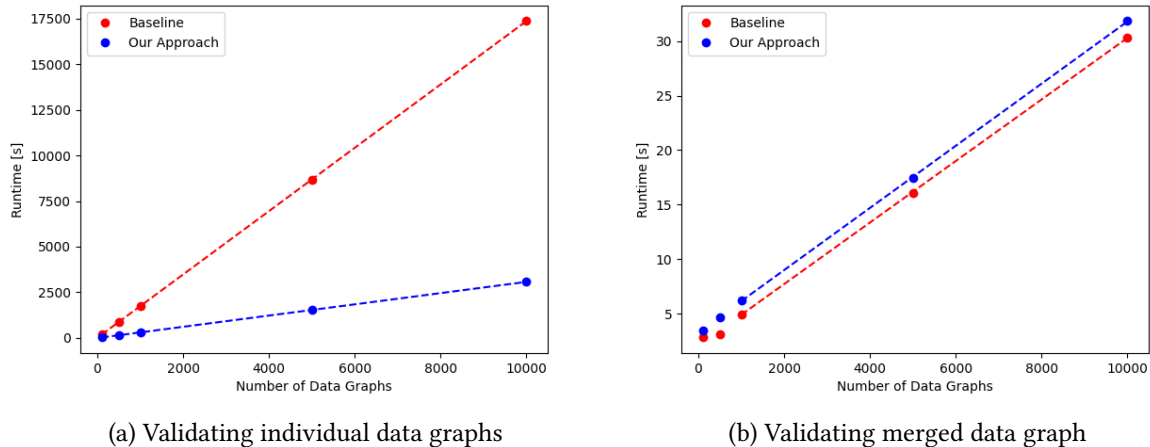 17500
15000
12500
10000
7500
5000
2500
0
Runtime [s]
Baseline
Our Approach
0
2000
4000
6000
8000
10000
Number of Data Graphs
(a) Validating individual data graphs
30
25
20
15
10
5
Runtime [s]
Baseline
Our Approach
0
2000
4000
6000
8000
10000
Number of Data Graphs
(b) Validating merged data graph